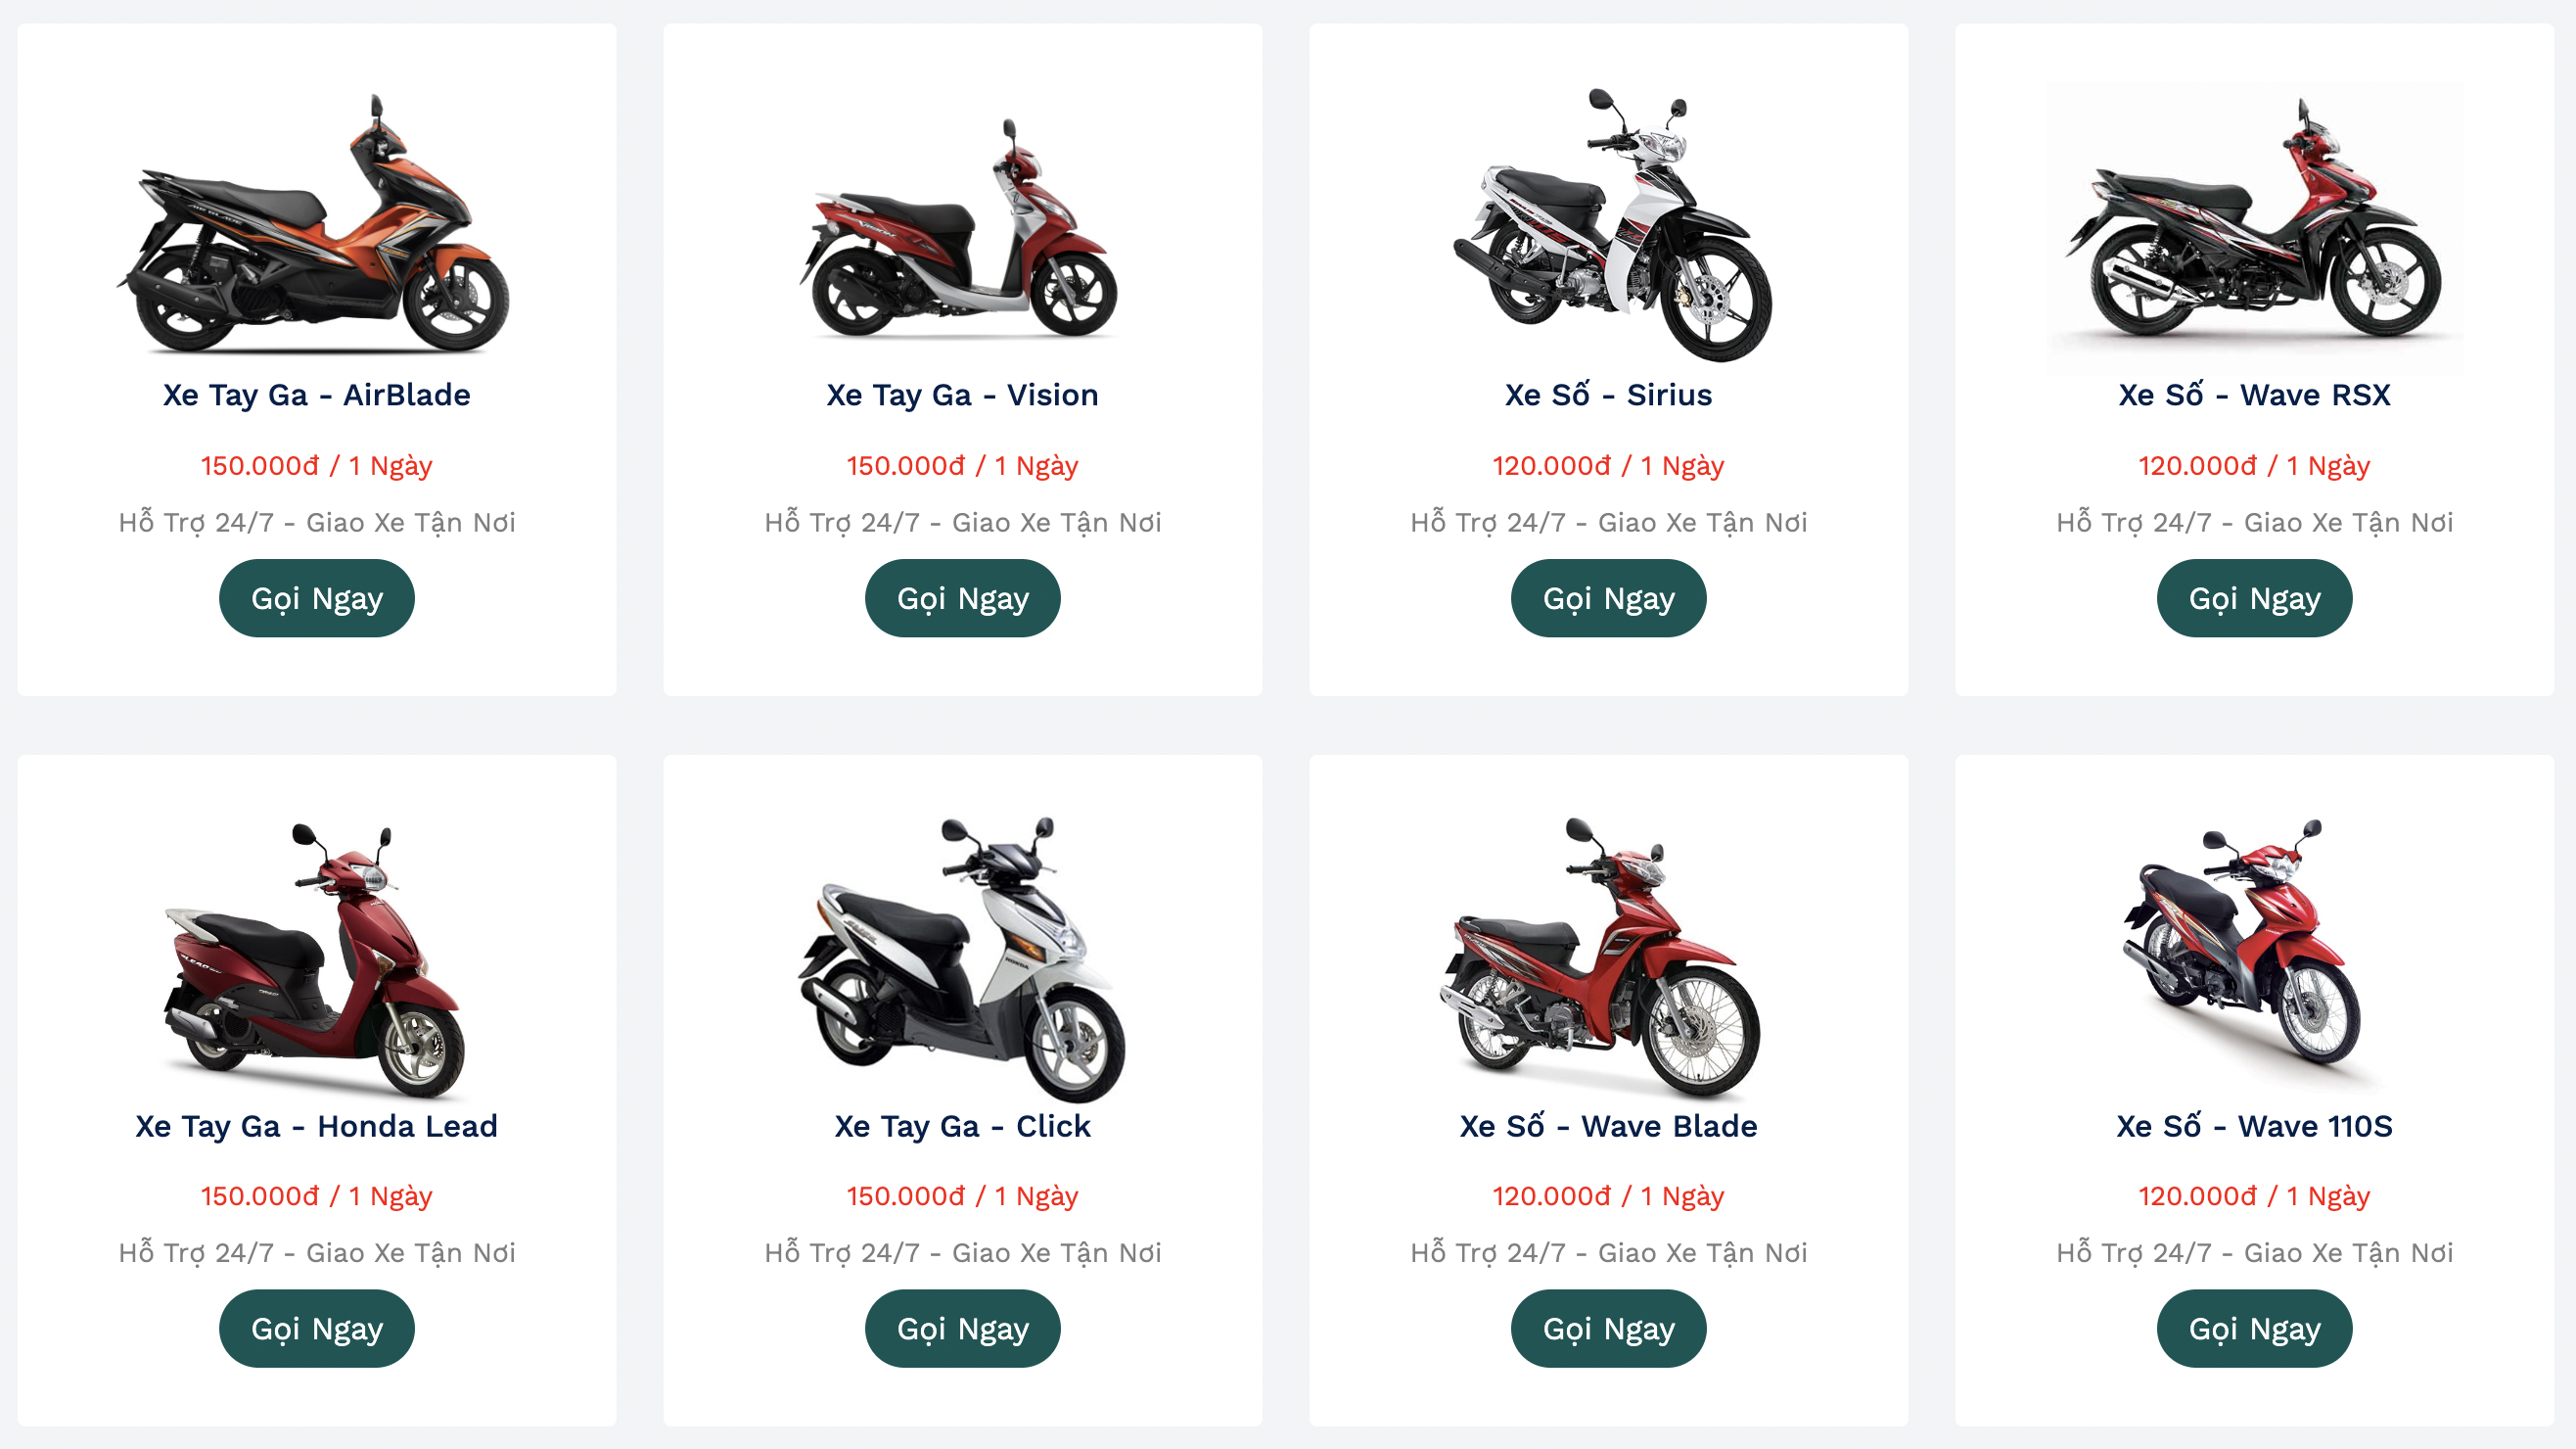 Xe Tay Ga - AirBlade
150.000đ / 1 Ngày
Hỗ Trợ 24/7 - Giao Xe Tận Nơi
Gọi Ngay
Xe Tay Ga - Vision
150.000đ / 1 Ngày
Hỗ Trợ 24/7 - Giao Xe Tận Nơi
Gọi Ngay
Xe Số - Sirius
120.000đ / 1 Ngày
Hỗ Trợ 24/7 - Giao Xe Tận Nơi
Gọi Ngay
Xe Số - Wave RSX
120.000đ / 1 Ngày
Hỗ Trợ 24/7 - Giao Xe Tận Nơi
Gọi Ngay
LEAD
Xe Tay Ga - Honda Lead
150.000đ / 1 Ngày
Hỗ Trợ 24/7 - Giao Xe Tận Nơi
Gọi Ngay
HONDA
Xe Tay Ga - Click
150.000đ / 1 Ngày
Hỗ Trợ 24/7 - Giao Xe Tận Nơi
Gọi Ngay
Xe Số - Wave Blade
120.000đ / 1 Ngày
Hỗ Trợ 24/7 - Giao Xe Tận Nơi
Gọi Ngay
Xe Số - Wave 110S
120.000đ / 1 Ngày
Hỗ Trợ 24/7 - Giao Xe Tận Nơi
Gọi Ngay